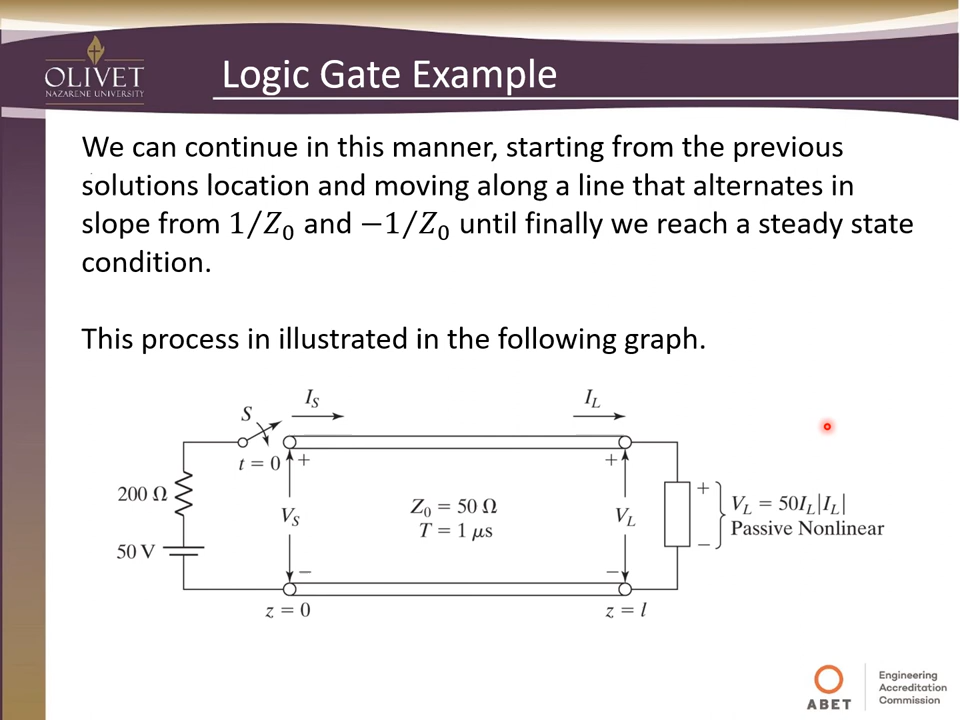 OLIVET
NAZARENE UNIVERSITY
Logic Gate Example
We can continue in this manner, starting from the previous
solutions location and moving along a line that alternates in
slope from 1/Z₀ and −1/Z₀ until finally we reach a steady state
condition.
This process in illustrated in the following graph.
I_S
I_L
S
t = 0
+
+
200 Ω
Z₀ = 50 Ω
T = 1 μs
V_S
V_L
+
V_L = 50I_L|I_L|
Passive Nonlinear
50 V
−
−
−
z = 0
z = l
ABET
Engineering
Accreditation
Commission